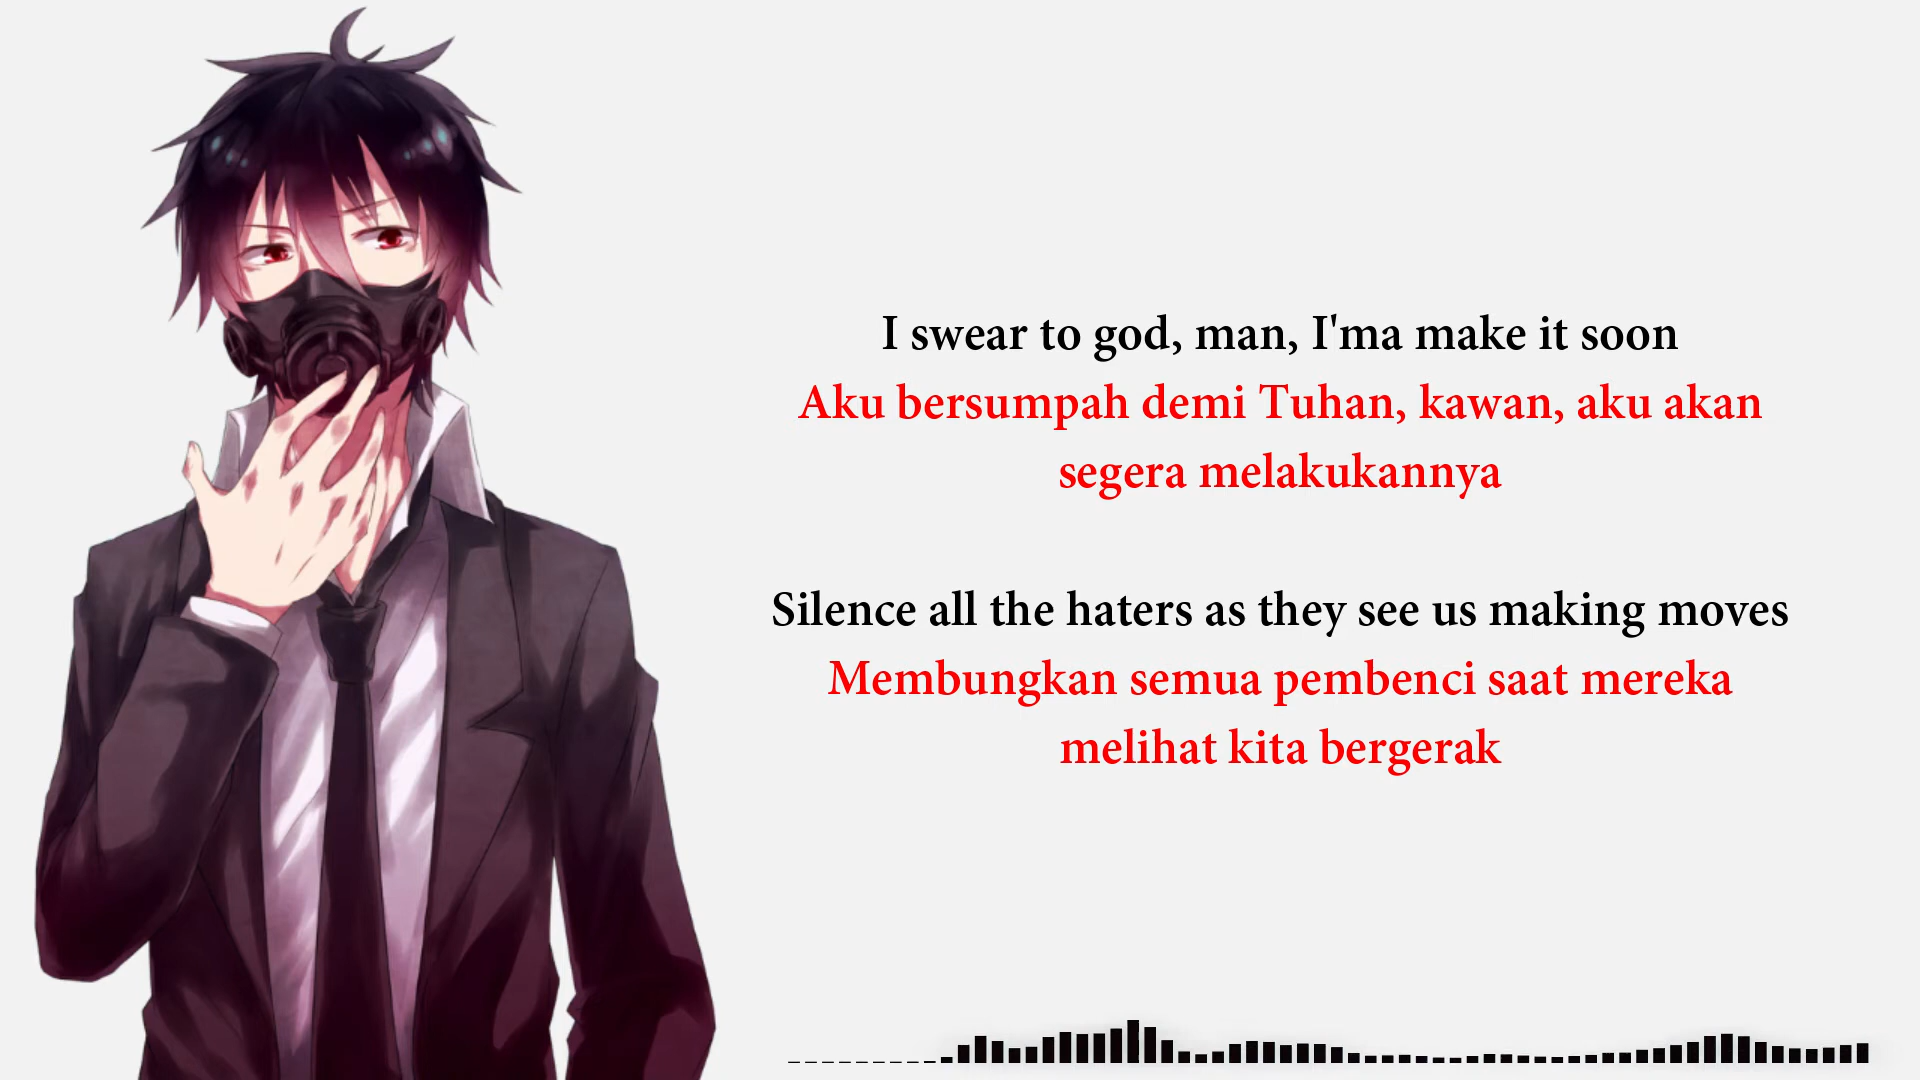 I swear to god, man, I'ma make it soon
Aku bersumpah demi Tuhan, kawan, aku akan
segera melakukannya
Silence all the haters as they see us making moves
Membungkan semua pembenci saat mereka
melihat kita bergerak